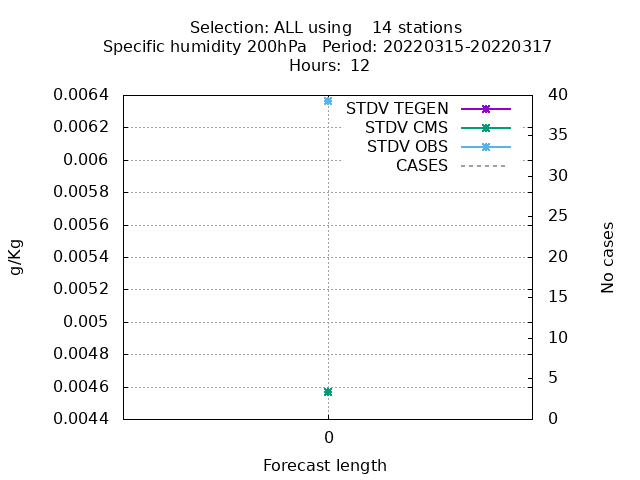 Selection: ALL using    14 stations
Specific humidity 200hPa   Period: 20220315-20220317
Hours: 12
STDV TEGEN
STDV CMS
STDV OBS
CASES
0.0064
0.0062
0.006
0.0058
0.0056
0.0054
0.0052
0.005
0.0048
0.0046
0.0044
g/Kg
40
35
30
25
20
15
10
5
0
No cases
0
Forecast length